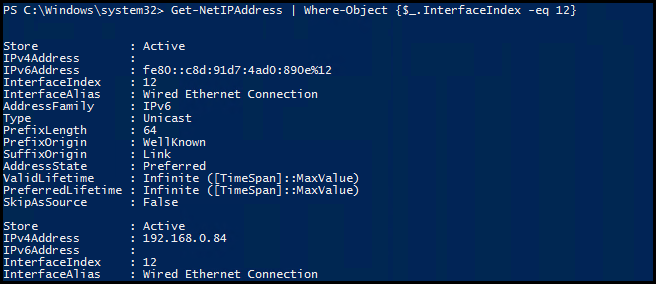 PS C:\Windows\system32> Get-NetIPAddress | Where-Object {$_.InterfaceIndex -eq 12}
Store             : Active
IPv4Address       :
IPv6Address       : fe80::c8d:91d7:4ad0:890e%12
InterfaceIndex    : 12
InterfaceAlias    : Wired Ethernet Connection
AddressFamily     : IPv6
Type              : Unicast
PrefixLength      : 64
PrefixOrigin      : WellKnown
SuffixOrigin      : Link
AddressState      : Preferred
ValidLifetime     : Infinite ([TimeSpan]::MaxValue)
PreferredLifetime : Infinite ([TimeSpan]::MaxValue)
SkipAsSource      : False
Store             : Active
IPv4Address       : 192.168.0.84
IPv6Address       :
InterfaceIndex    : 12
InterfaceAlias    : Wired Ethernet Connection